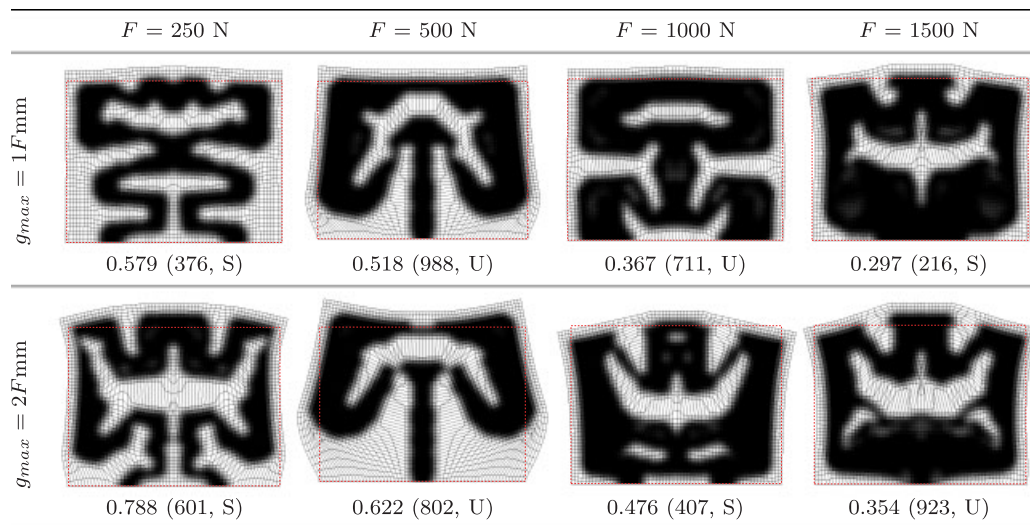 F = 250 N F = 500 N F = 1000 N F = 1500 N
g_max = 1Fmm
0.579 (376, S) 0.518 (988, U) 0.367 (711, U) 0.297 (216, S)
g_max = 2Fmm
0.788 (601, S) 0.622 (802, U) 0.476 (407, S) 0.354 (923, U)